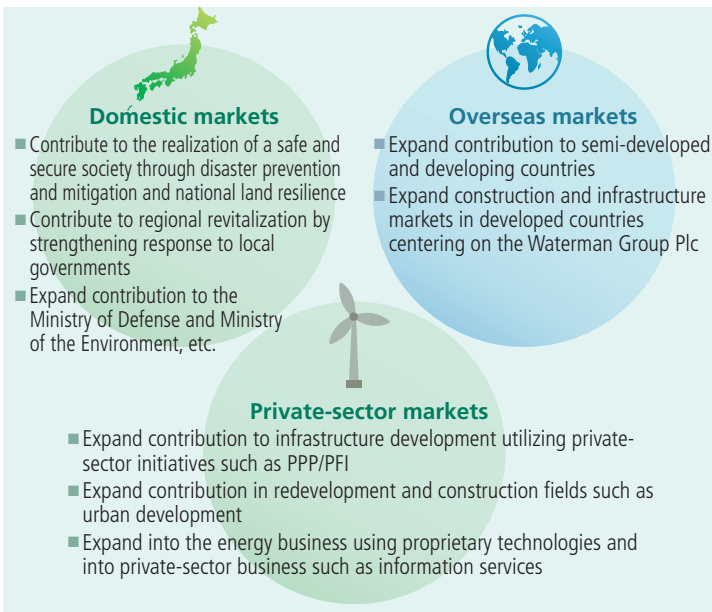 Domestic markets
■ Contribute to the realization of a safe and
secure society through disaster prevention
and mitigation and national land resilience
■ Contribute to regional revitalization by
strengthening response to local
governments
■ Expand contribution to the
Ministry of Defense and Ministry
of the Environment, etc.
Overseas markets
■ Expand contribution to semi-developed
and developing countries
■ Expand construction and infrastructure
markets in developed countries
centering on the Waterman Group Plc
Private-sector markets
■ Expand contribution to infrastructure development utilizing private-
sector initiatives such as PPP/PFI
■ Expand contribution in redevelopment and construction fields such as
urban development
■ Expand into the energy business using proprietary technologies and
into private-sector business such as information services